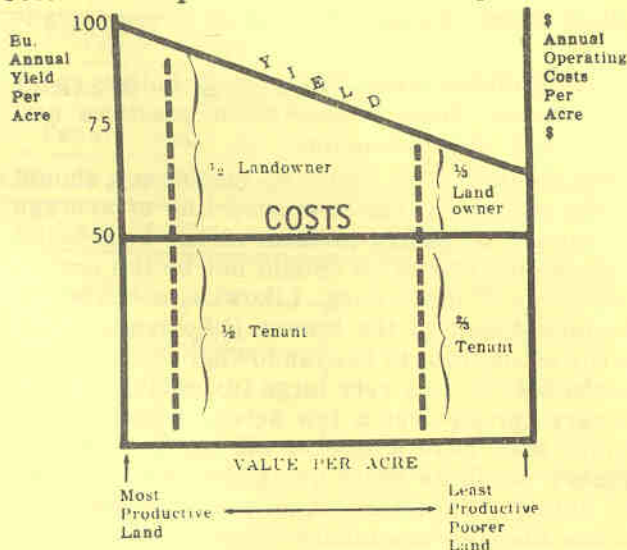 100
Bu.
Annual
Yield
Per
Acre
$
Annual
Operating
Costs
Per
Acre
$
YIELD
75
½ Landowner
⅓
Land
owner
COSTS
50
½ Tenant
⅔
Tenant
VALUE PER ACRE
Most
Productive
Land
Least
Productive
Poorer
Land